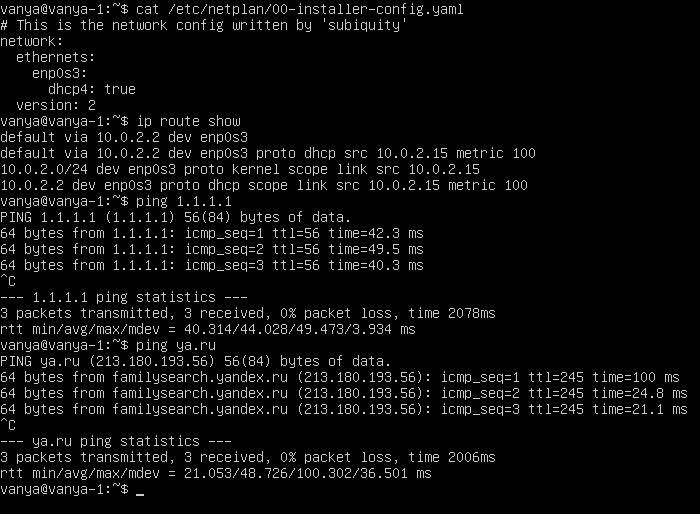 vanya@vanya-1:~$ cat /etc/netplan/00-installer-config.yaml
# This is the network config written by 'subiquity'
network:
  ethernets:
    enp0s3:
      dhcp4: true
  version: 2
vanya@vanya-1:~$ ip route show
default via 10.0.2.2 dev enp0s3
default via 10.0.2.2 dev enp0s3 proto dhcp src 10.0.2.15 metric 100
10.0.2.0/24 dev enp0s3 proto kernel scope link src 10.0.2.15
10.0.2.2 dev enp0s3 proto dhcp scope link src 10.0.2.15 metric 100
vanya@vanya-1:~$ ping 1.1.1.1
PING 1.1.1.1 (1.1.1.1) 56(84) bytes of data.
64 bytes from 1.1.1.1: icmp_seq=1 ttl=56 time=42.3 ms
64 bytes from 1.1.1.1: icmp_seq=2 ttl=56 time=49.5 ms
64 bytes from 1.1.1.1: icmp_seq=3 ttl=56 time=40.3 ms
^C
--- 1.1.1.1 ping statistics ---
3 packets transmitted, 3 received, 0% packet loss, time 2078ms
rtt min/avg/max/mdev = 40.314/44.028/49.473/3.934 ms
vanya@vanya-1:~$ ping ya.ru
PING ya.ru (213.180.193.56) 56(84) bytes of data.
64 bytes from familysearch.yandex.ru (213.180.193.56): icmp_seq=1 ttl=245 time=100 ms
64 bytes from familysearch.yandex.ru (213.180.193.56): icmp_seq=2 ttl=245 time=24.8 ms
64 bytes from familysearch.yandex.ru (213.180.193.56): icmp_seq=3 ttl=245 time=21.1 ms
^C
--- ya.ru ping statistics ---
3 packets transmitted, 3 received, 0% packet loss, time 2006ms
rtt min/avg/max/mdev = 21.053/48.726/100.302/36.501 ms
vanya@vanya-1:~$ _